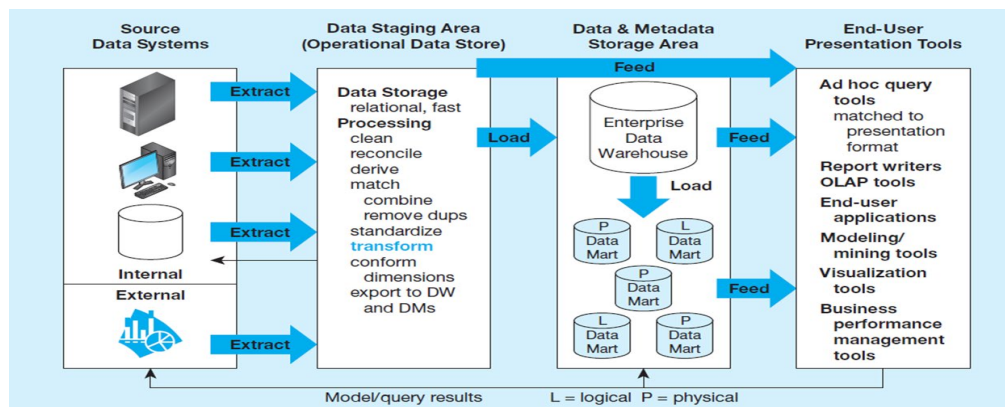 Source
Data Systems
Data Staging Area
(Operational Data Store)
Data & Metadata
Storage Area
End-User
Presentation Tools
Extract
Extract
Extract
Internal
External
Extract
Data Storage
relational, fast
Processing
clean
reconcile
derive
match
combine
remove dups
standardize
transform
conform
dimensions
export to DW
and DMs
Feed
Load
Enterprise
Data
Warehouse
Feed
Load
P
Data
Mart
L
Data
Mart
P
Data
Mart
L
Data
Mart
P
Data
Mart
Feed
Ad hoc query
tools
matched to
presentation
format
Report writers
OLAP tools
End-user
applications
Modeling/
mining tools
Visualization
tools
Business
performance
management
tools
Model/query results
L = logical P = physical